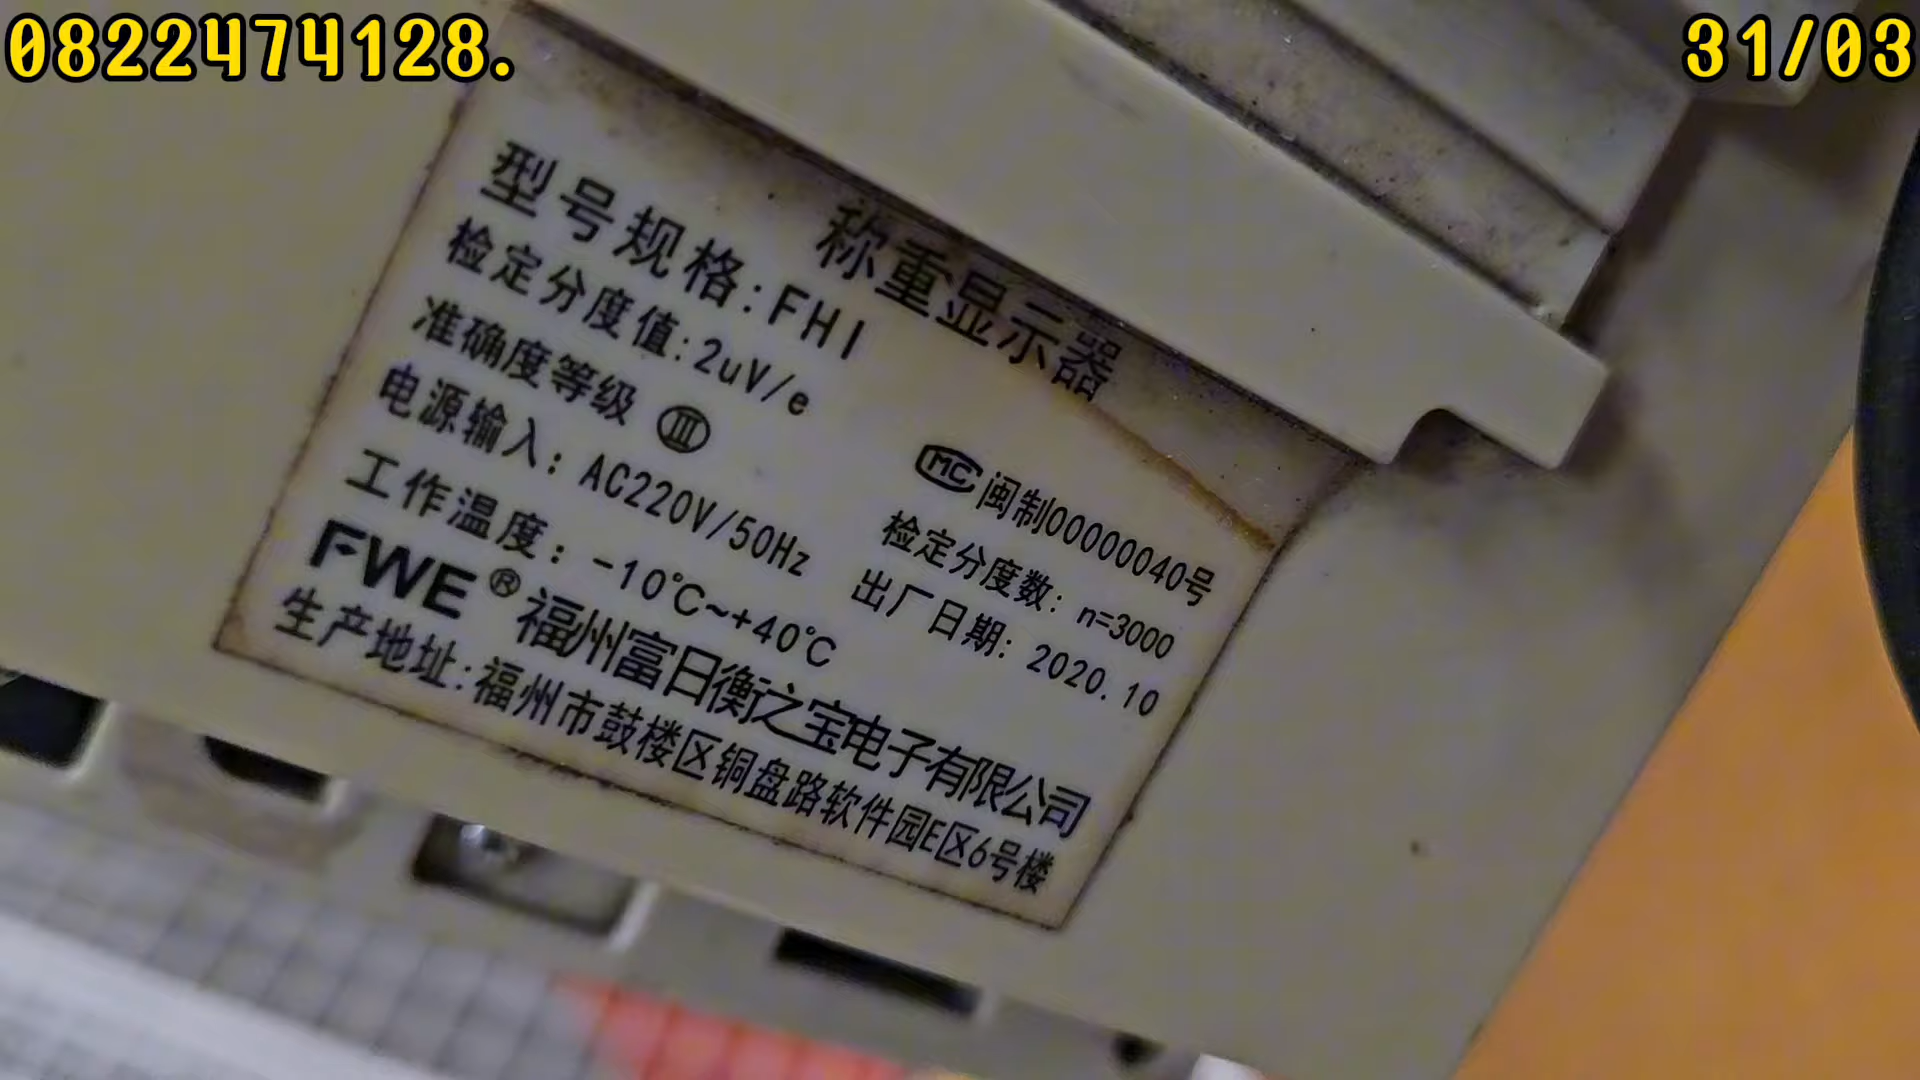 0822474128.
31/03
称重显示器
型号规格:FHI
检定分度值:2uV/e
准确度等级 Ⅲ
MC 闽制00000040号
电源输入: AC220V/50Hz
检定分度数: n=3000
工作温度: -10℃~+40℃
出厂日期: 2020.10
FWE® 福州富日衡之宝电子有限公司
生产地址:福州市鼓楼区铜盘路软件园E区6号楼